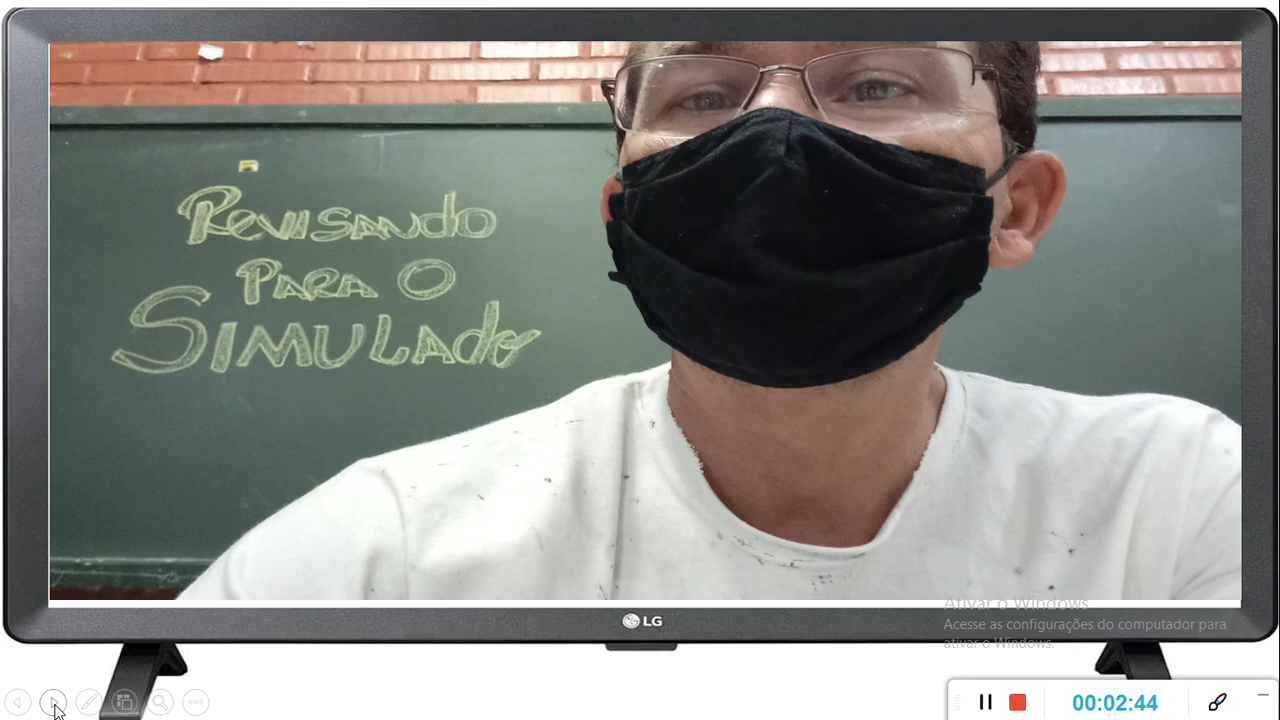 Revisando
PARA O
SIMULADO
LG
Ativar o Windows
Acesse as configurações do computador para
ativar o Windows.
00:02:44